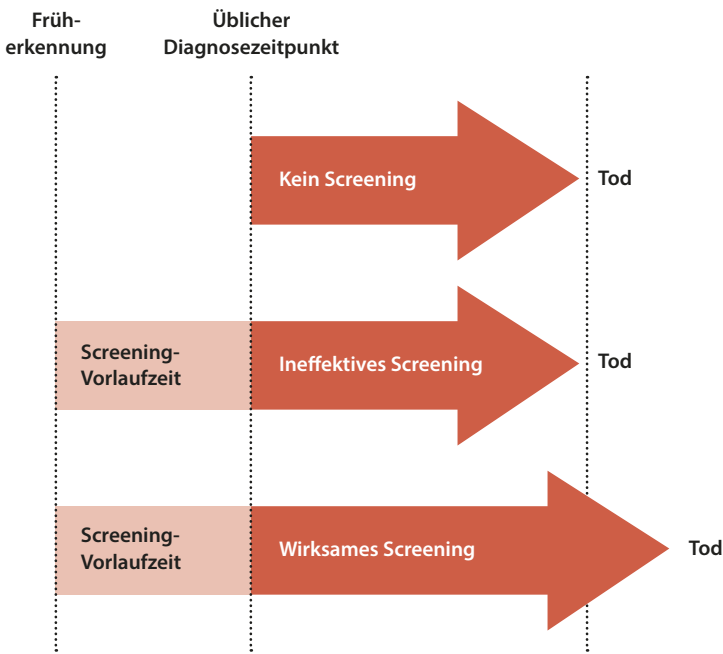 Früh-
erkennung
Üblicher
Diagnosezeitpunkt
Kein Screening
Tod
Screening-
Vorlaufzeit
Ineffektives Screening
Tod
Screening-
Vorlaufzeit
Wirksames Screening
Tod